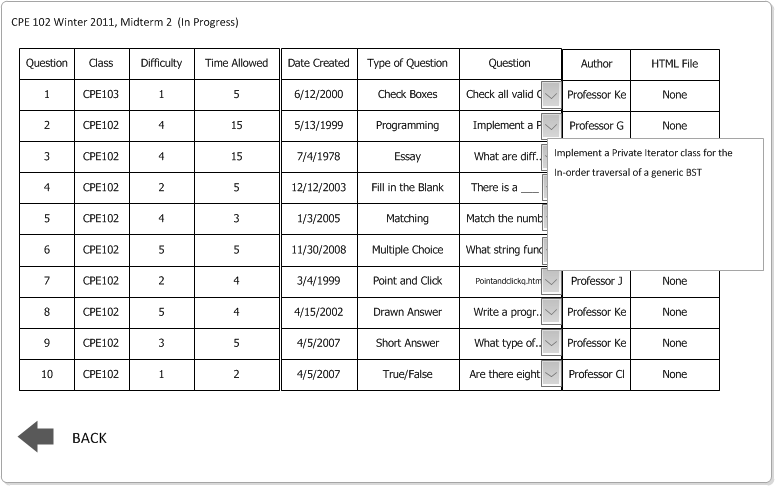 CPE 102 Winter 2011, Midterm 2 (In Progress)
Question Class Difficulty Time Allowed Date Created Type of Question Question Author HTML File
1 CPE103 1 5 6/12/2000 Check Boxes Check all valid Professor Ke None
2 CPE102 4 15 5/13/1999 Programming Implement a P Professor G None
3 CPE102 4 15 7/4/1978 Essay What are diff..
Implement a Private Iterator class for the
In-order traversal of a generic BST
4 CPE102 2 5 12/12/2003 Fill in the Blank There is a ___
5 CPE102 4 3 1/3/2005 Matching Match the numb
6 CPE102 5 5 11/30/2008 Multiple Choice What string func
7 CPE102 2 4 3/4/1999 Point and Click Pointandclickq.htm Professor J None
8 CPE102 5 4 4/15/2002 Drawn Answer Write a progr.. Professor Ke None
9 CPE102 3 5 4/5/2007 Short Answer What type of.. Professor Ke None
10 CPE102 1 2 4/5/2007 True/False Are there eight Professor Cl None
BACK